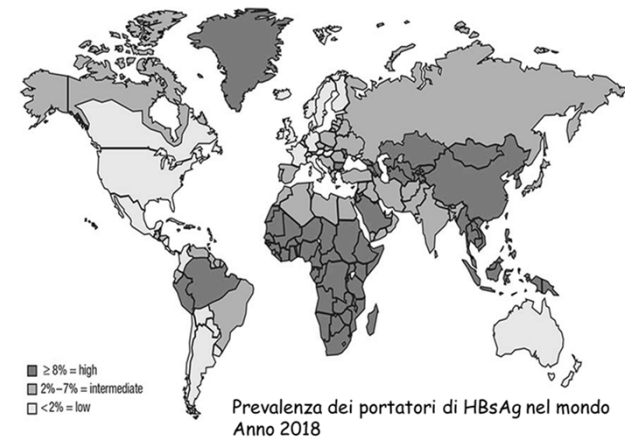 ≥ 8% = high
2%–7% = intermediate
<2% = low
Prevalenza dei portatori di HBsAg nel mondo
Anno 2018